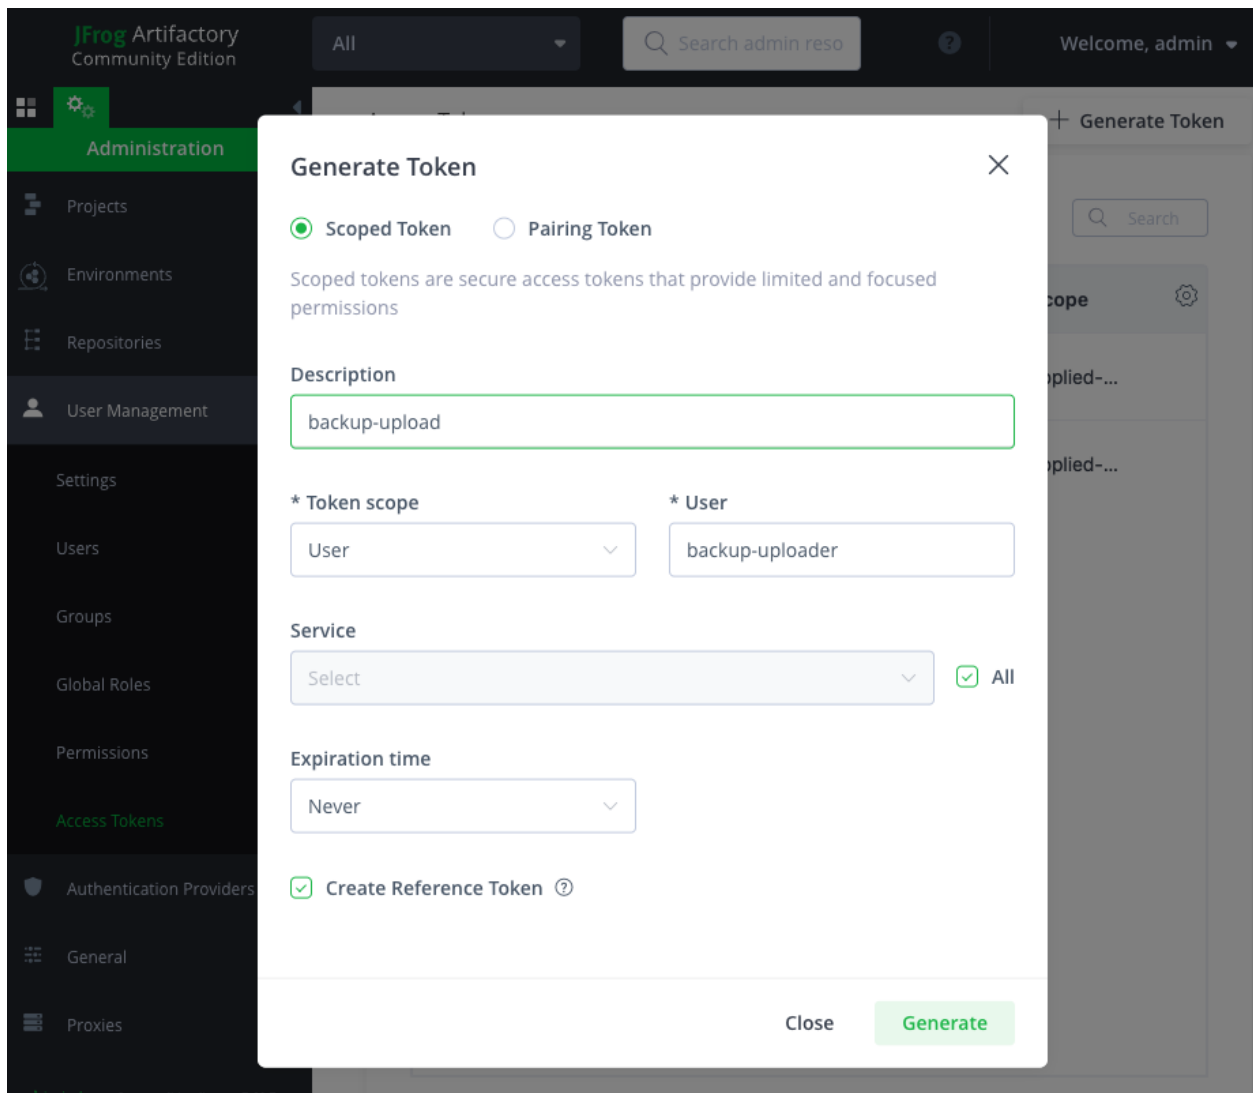 JFrog Artifactory
Community Edition
All
Search admin reso
Welcome, admin
Administration
Generate Token
Projects
Environments
Repositories
User Management
Settings
Users
Groups
Global Roles
Permissions
Access Tokens
Authentication Providers
General
Proxies
Search
Generate Token
Scoped Token
Pairing Token
Scoped tokens are secure access tokens that provide limited and focused
permissions
Description
backup-upload
* Token scope
* User
User
backup-uploader
Service
Select
All
Expiration time
Never
Create Reference Token
Close
Generate